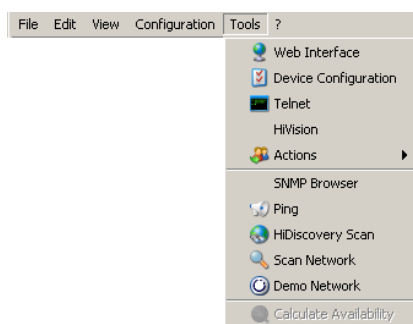 File Edit View Configuration Tools ?
Web Interface
Device Configuration
Telnet
HiVision
Actions
SNMP Browser
Ping
HiDiscovery Scan
Scan Network
Demo Network
Calculate Availability